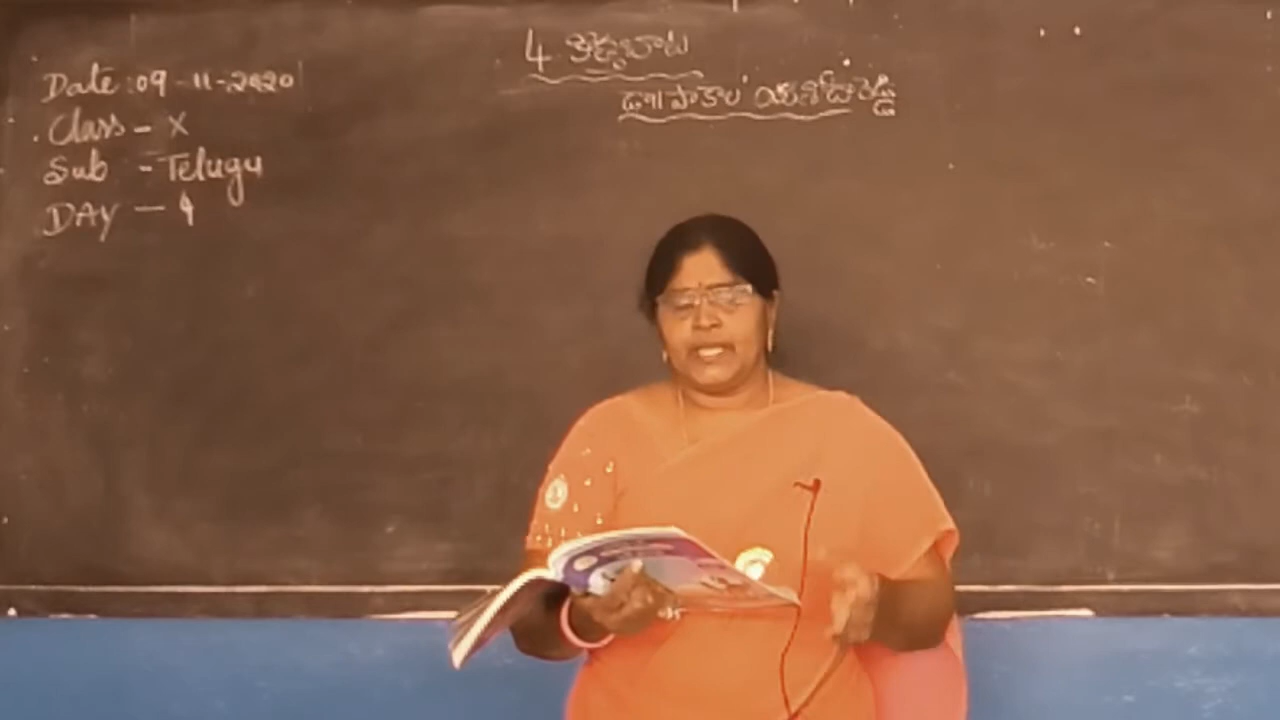 Date :09-11-2020
Class - X
Sub - Telugu
DAY - 4
4. కొత్తబాట
డా॥ పాకాల యశోదారెడ్డి